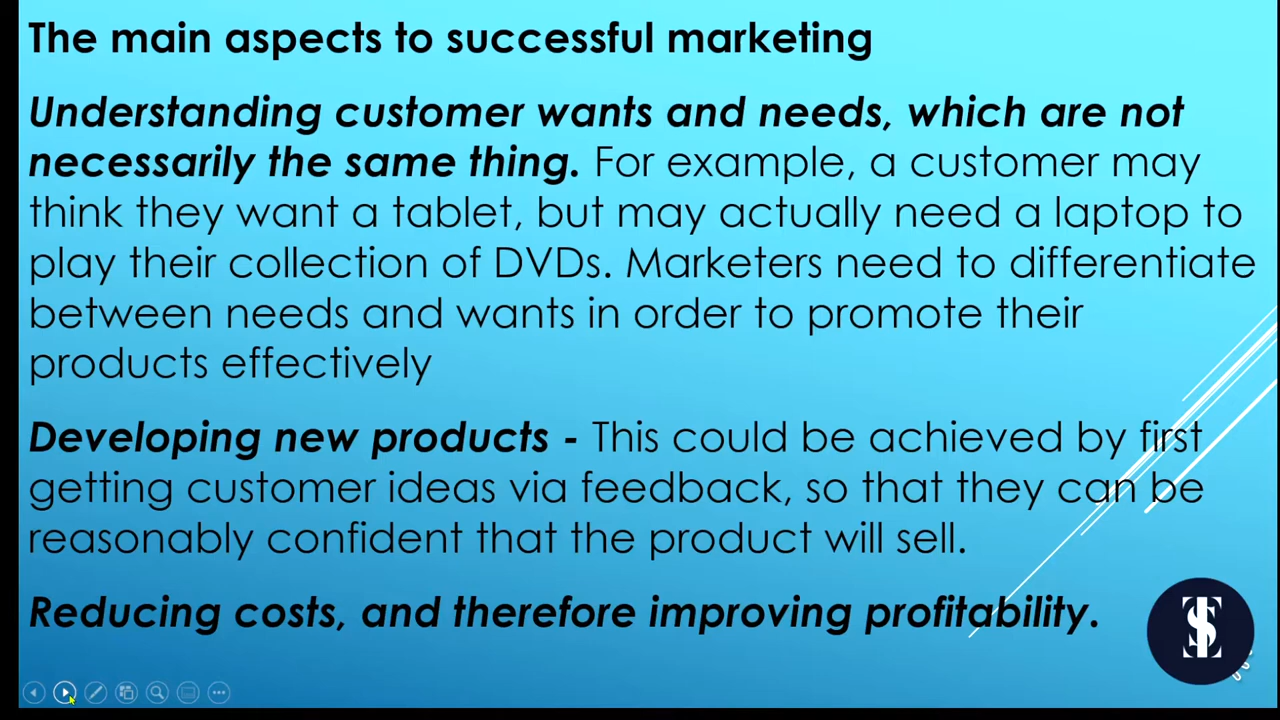 The main aspects to successful marketing
Understanding customer wants and needs, which are not
necessarily the same thing. For example, a customer may
think they want a tablet, but may actually need a laptop to
play their collection of DVDs. Marketers need to differentiate
between needs and wants in order to promote their
products effectively
Developing new products - This could be achieved by first
getting customer ideas via feedback, so that they can be
reasonably confident that the product will sell.
Reducing costs, and therefore improving profitability.